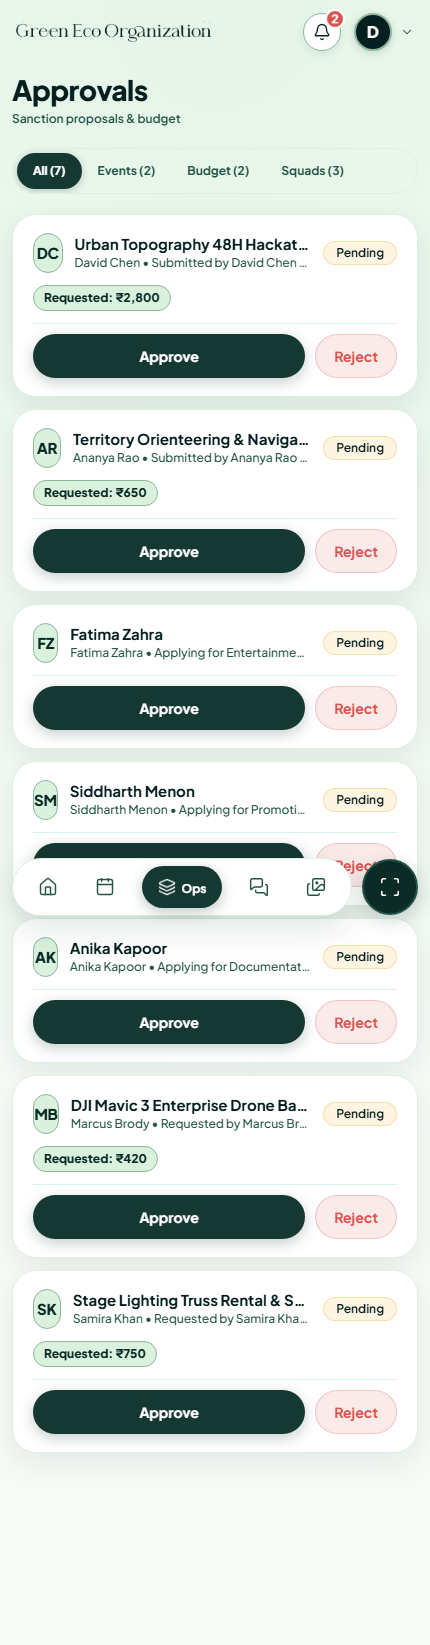 Green Eco Organization
2
D
Approvals
Sanction proposals & budget
All (7) Events (2) Budget (2) Squads (3)
DC
Urban Topography 48H Hackat...
David Chen • Submitted by David Chen ...
Pending
Requested: ₹2,800
Approve
Reject
AR
Territory Orienteering & Naviga...
Ananya Rao • Submitted by Ananya Rao ...
Pending
Requested: ₹650
Approve
Reject
FZ
Fatima Zahra
Fatima Zahra • Applying for Entertainme...
Pending
Approve
Reject
SM
Siddharth Menon
Siddharth Menon • Applying for Promoti...
Pending
Reject
Ops
AK
Anika Kapoor
Anika Kapoor • Applying for Documentat...
Pending
Approve
Reject
MB
DJI Mavic 3 Enterprise Drone Ba...
Marcus Brody • Requested by Marcus Br...
Pending
Requested: ₹420
Approve
Reject
SK
Stage Lighting Truss Rental & S...
Samira Khan • Requested by Samira Kha...
Pending
Requested: ₹750
Approve
Reject